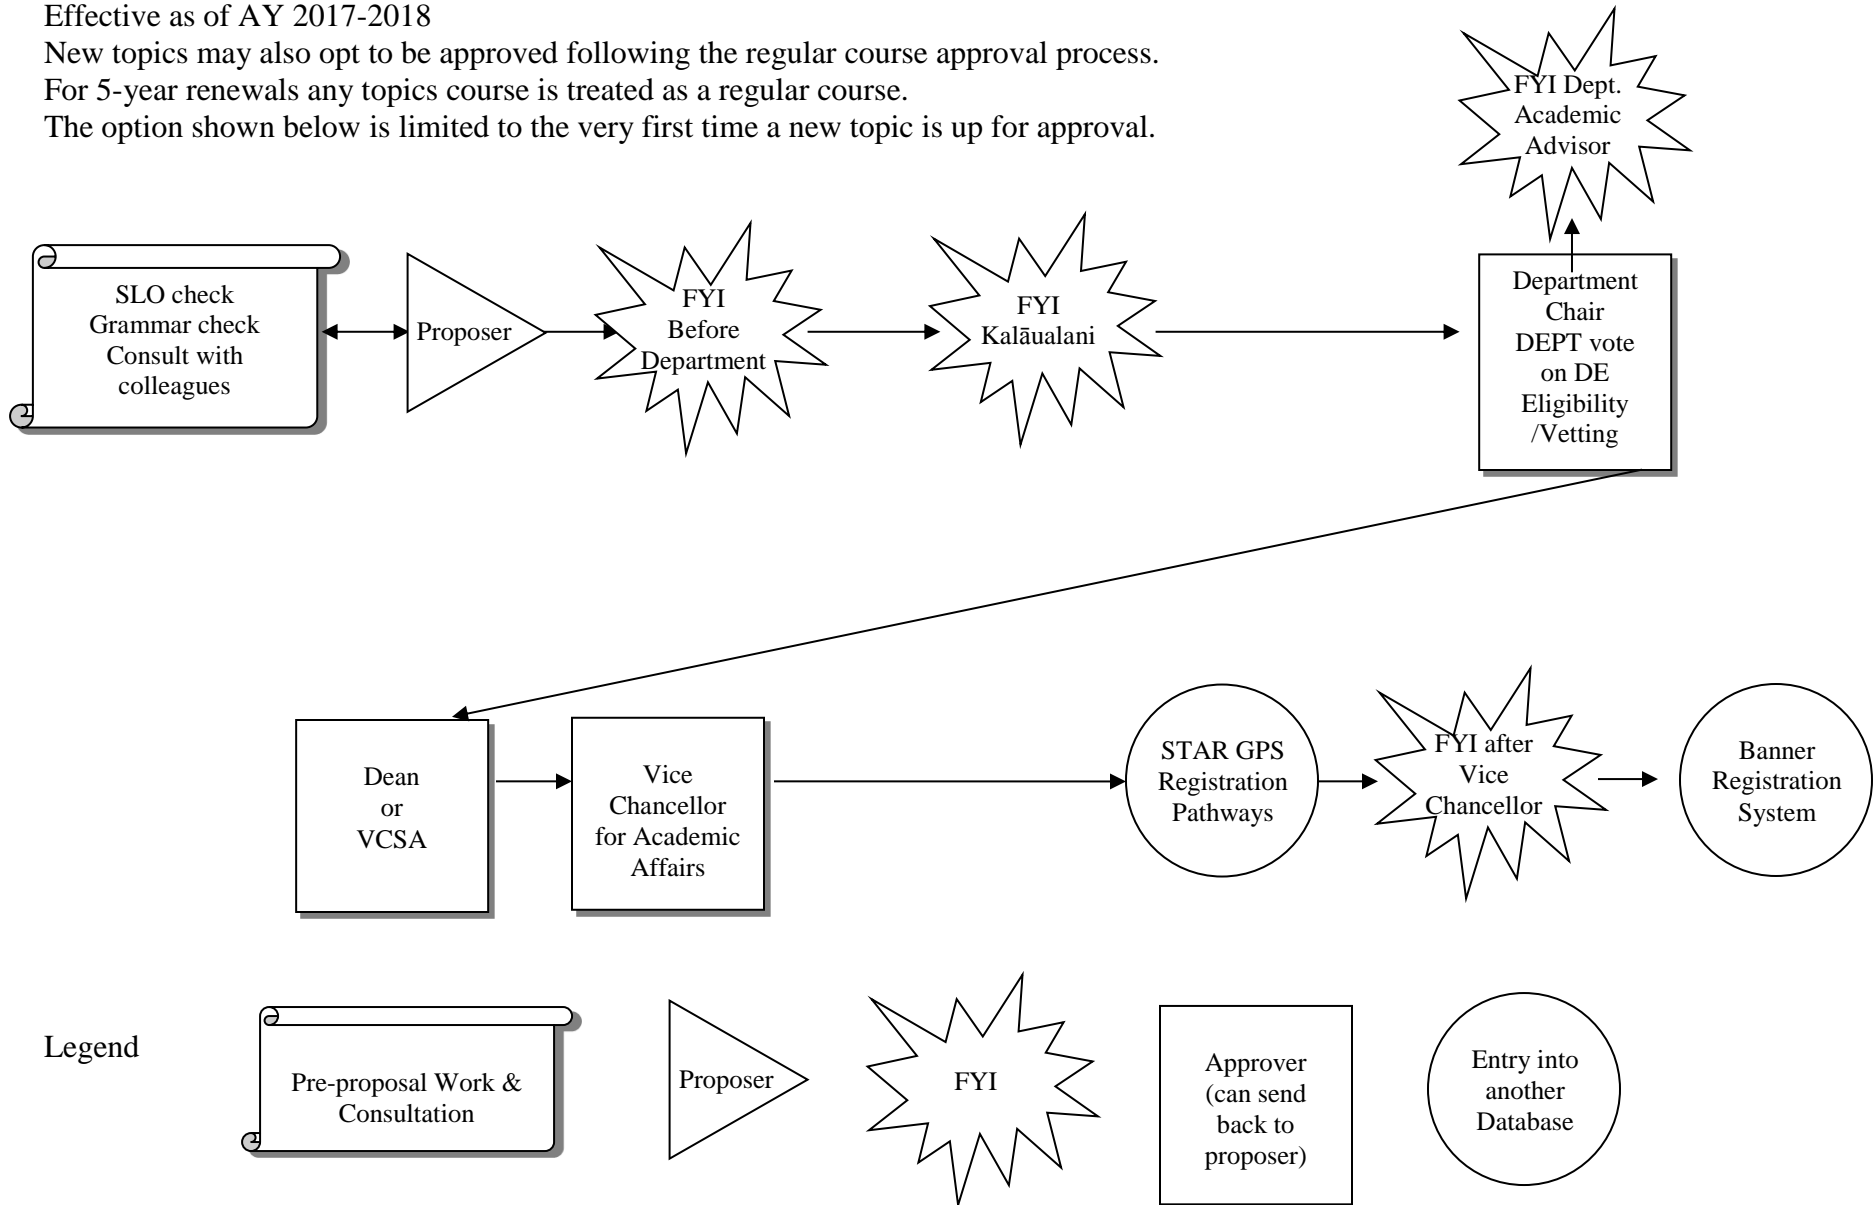 Effective as of AY 2017-2018
New topics may also opt to be approved following the regular course approval process.
For 5-year renewals any topics course is treated as a regular course.
The option shown below is limited to the very first time a new topic is up for approval.
FYI Dept.
Academic
Advisor
SLO check
Grammar check
Consult with
colleagues
Proposer
FYI
Before
Department
FYI
Kalāualani
Department
Chair
DEPT vote
on DE
Eligibility
/Vetting
Dean
or
VCSA
Vice
Chancellor
for Academic
Affairs
STAR GPS
Registration
Pathways
FYI after
Vice
Chancellor
Banner
Registration
System
Legend
Pre-proposal Work &
Consultation
Proposer
FYI
Approver
(can send
back to
proposer)
Entry into
another
Database